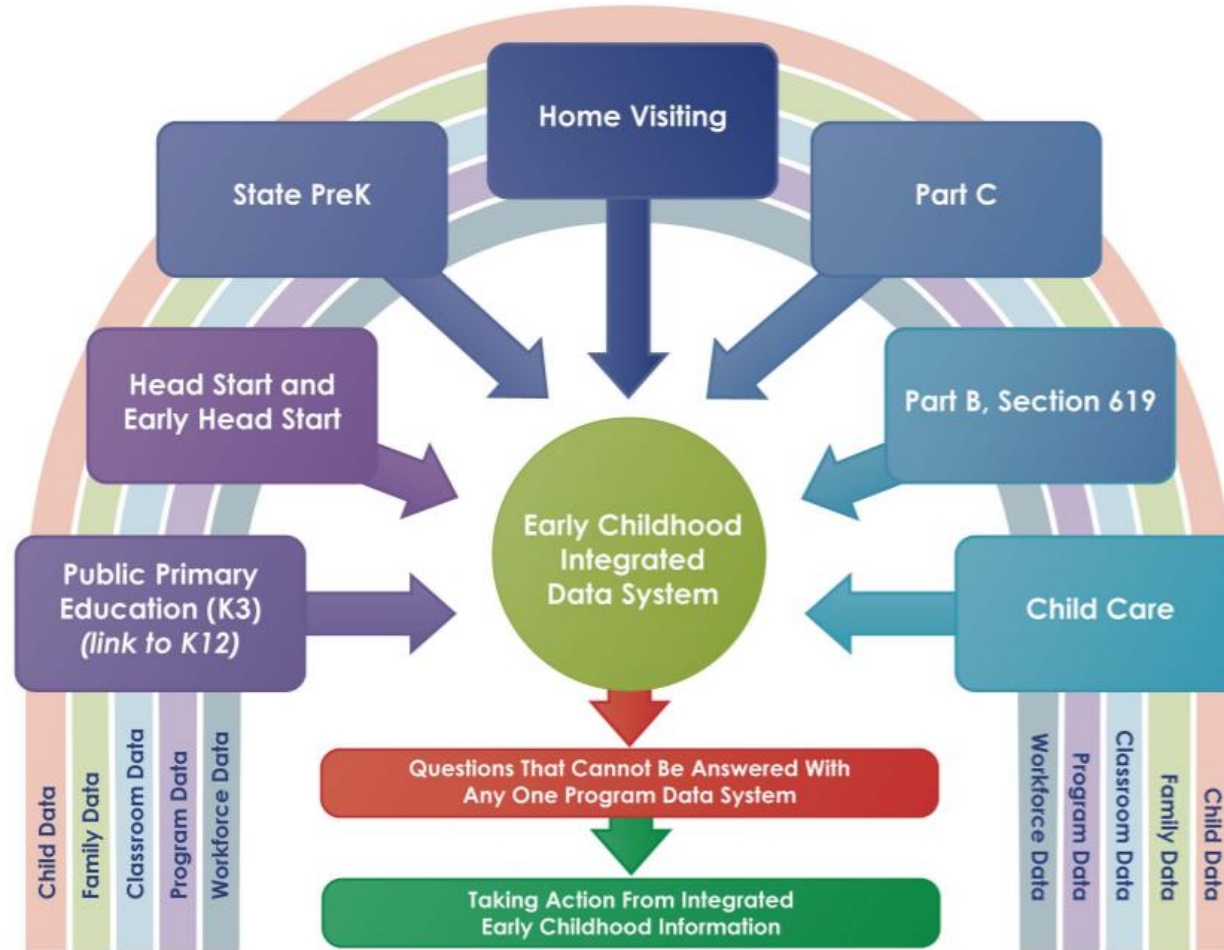 Home Visiting
State PreK
Part C
Head Start and
Early Head Start
Part B, Section 619
Public Primary
Education (K3)
(link to K12)
Early Childhood
Integrated
Data System
Child Care
Questions That Cannot Be Answered With
Any One Program Data System
Taking Action From Integrated
Early Childhood Information
Child Data
Family Data
Classroom Data
Program Data
Workforce Data
Workforce Data
Program Data
Classroom Data
Family Data
Child Data